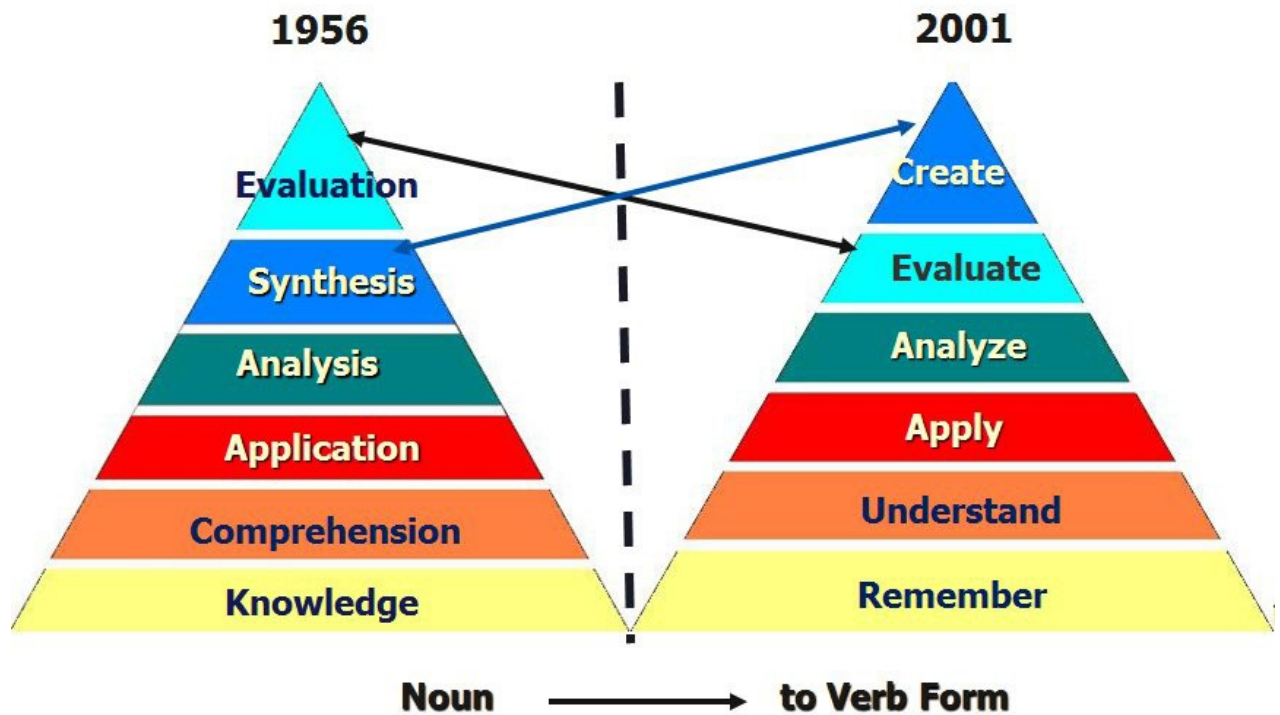 1956
Evaluation
Synthesis
Analysis
Application
Comprehension
Knowledge
2001
Create
Evaluate
Analyze
Apply
Understand
Remember
Noun to Verb Form